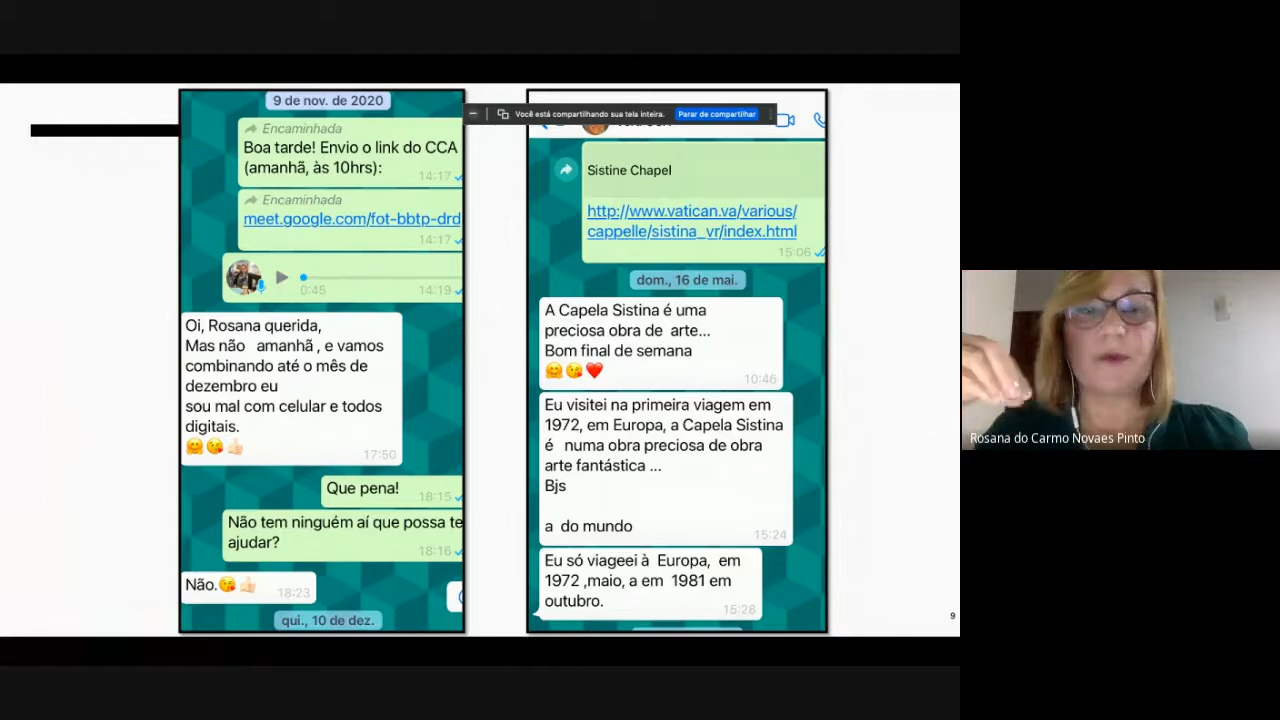 9 de nov. de 2020
Encaminhada
Boa tarde! Envio o link do CCA
(amanhã, às 10hrs):
14:17
Encaminhada
meet.google.com/fot-bbtp-drd
14:17
0:45
14:19
Oi, Rosana querida,
Mas não amanhã , e vamos
combinando até o mês de
dezembro eu
sou mal com celular e todos
digitais.
17:50
Que pena!
18:15
Não tem ninguém aí que possa te
ajudar?
18:16
Não.
18:23
qui., 10 de dez.
Você está compartilhando sua tela inteira.
Parar de compartilhar
Sistine Chapel
http://www.vatican.va/various/
cappelle/sistina_vr/index.html
15:06
dom., 16 de mai.
A Capela Sistina é uma
preciosa obra de arte...
Bom final de semana
10:46
Eu visitei na primeira viagem em
1972, em Europa, a Capela Sistina
é numa obra preciosa de obra
arte fantástica ...
Bjs
a do mundo
15:24
Eu só viageei à Europa, em
1972 ,maio, a em 1981 em
outubro.
15:28
9
Rosana do Carmo Novaes Pinto